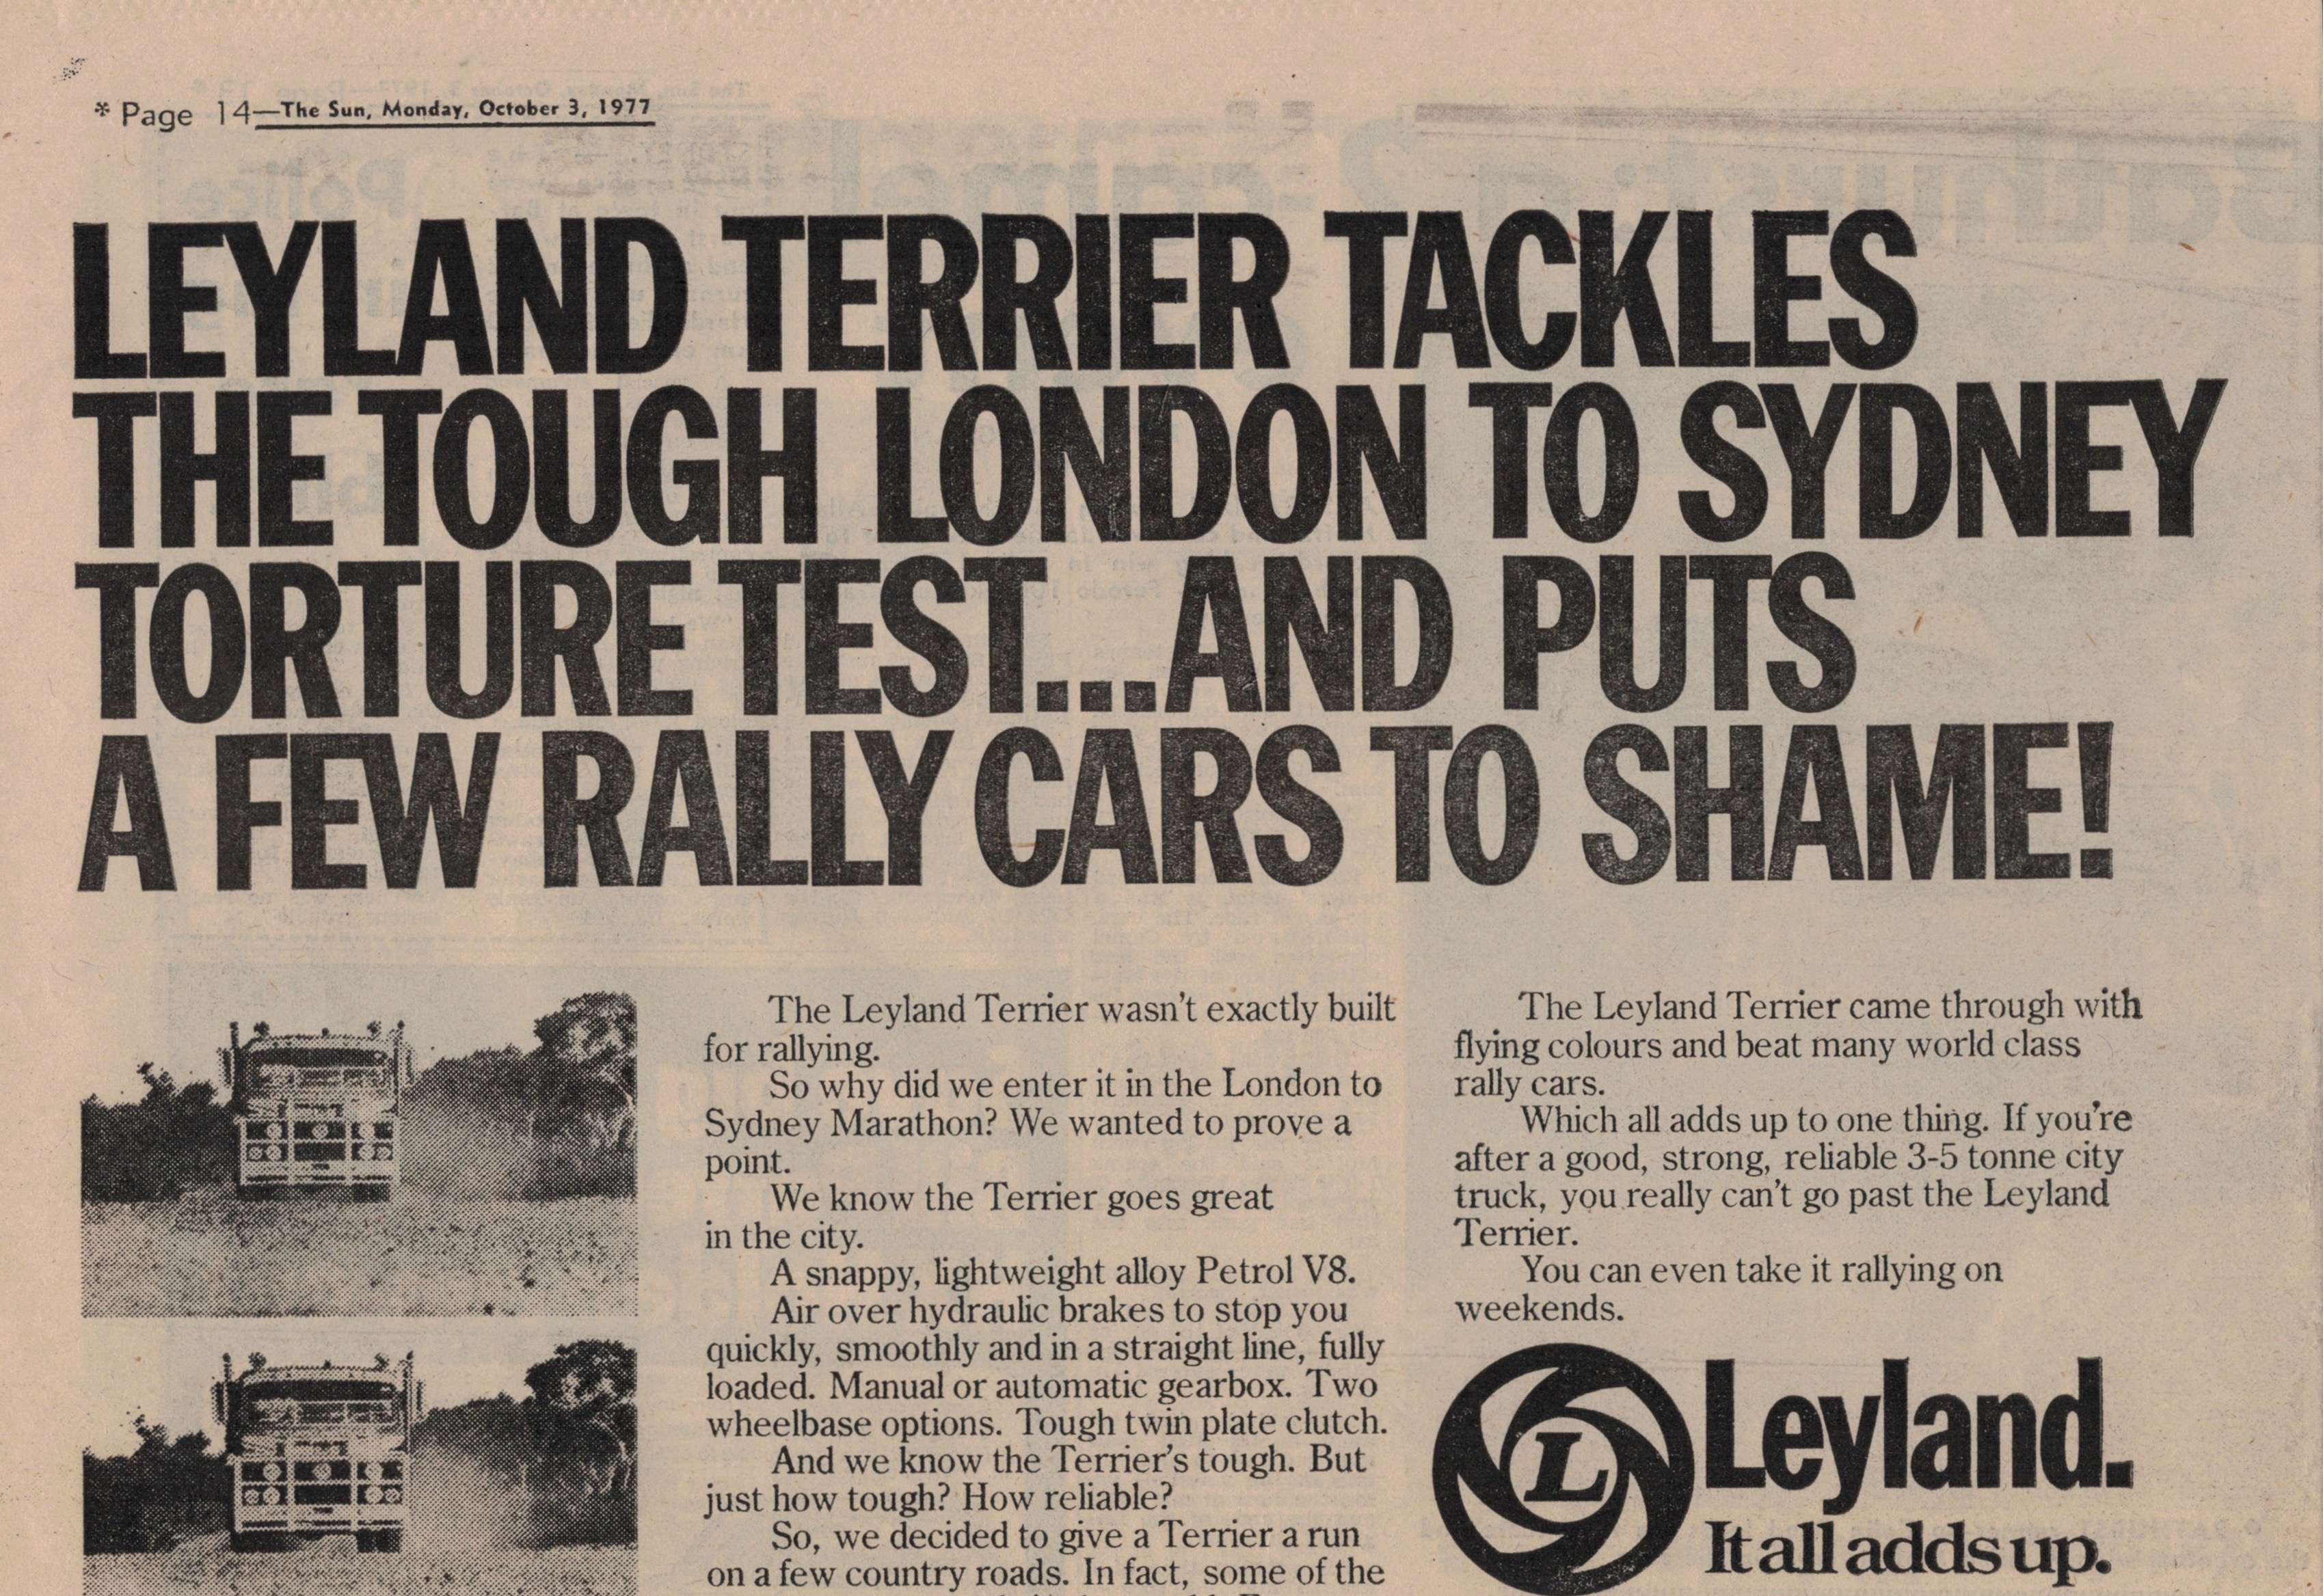 * Page 14—The Sun, Monday, October 3, 1977
LEYLAND TERRIER TACKLES
THE TOUGH LONDON TO SYDNEY
TORTURE TEST...AND PUTS
A FEW RALLY CARS TO SHAME!
The Leyland Terrier wasn't exactly built
for rallying.
So why did we enter it in the London to
Sydney Marathon? We wanted to prove a
point.
We know the Terrier goes great
in the city.
A snappy, lightweight alloy Petrol V8.
Air over hydraulic brakes to stop you
quickly, smoothly and in a straight line, fully
loaded. Manual or automatic gearbox. Two
wheelbase options. Tough twin plate clutch.
And we know the Terrier's tough. But
just how tough? How reliable?
So, we decided to give a Terrier a run
on a few country roads. In fact, some of the
The Leyland Terrier came through with
flying colours and beat many world class
rally cars.
Which all adds up to one thing. If you're
after a good, strong, reliable 3-5 tonne city
truck, you really can't go past the Leyland
Terrier.
You can even take it rallying on
weekends.
L
Leyland.
It all adds up.